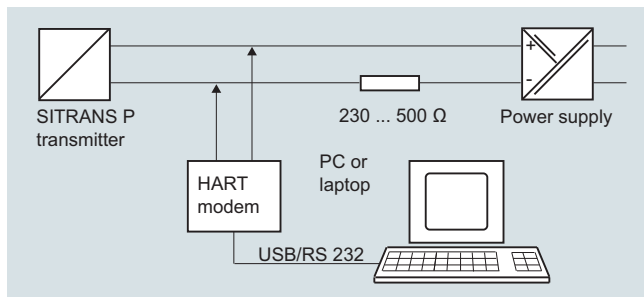 +
-
SITRANS P
transmitter
230 ... 500 Ω
Power supply
HART
modem
PC or
laptop
USB/RS 232